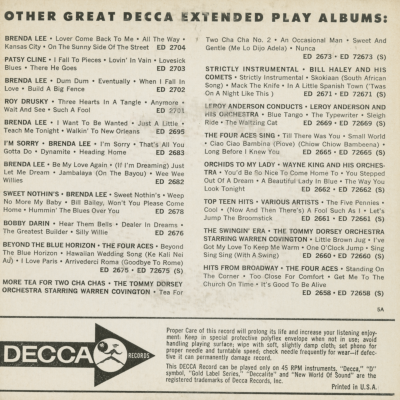 OTHER GREAT DECCA EXTENDED PLAY ALBUMS:
BRENDA LEE • Lover Come Back To Me • All The Way •
Kansas City • On The Sunny Side Of The Street ED 2704
PATSY CLINE • I Fall To Pieces • Lovin' In Vain • Lovesick
Blues • There He Goes ED 2703
BRENDA LEE • Dum Dum • Eventually • When I Fall In
Love • Build A Big Fence ED 2702
ROY DRUSKY • Three Hearts In A Tangle • Anymore •
Wait And See • Such A Fool ED 2701
BRENDA LEE • I Want To Be Wanted • Just A Little •
Teach Me Tonight • Walkin' To New Orleans ED 2695
I'M SORRY • BRENDA LEE • I'm Sorry • That's All You
Gotta Do • Dynamite • Heading Home ED 2683
BRENDA LEE • Be My Love Again • (If I'm Dreaming) Just
Let Me Dream • Jambalaya (On The Bayou) • Wee Wee
Willies ED 2682
SWEET NOTHIN'S • BRENDA LEE • Sweet Nothin's • Weep
No More My Baby • Bill Bailey, Won't You Please Come
Home • Hummin' The Blues Over You ED 2678
BOBBY DARIN • Hear Them Bells • Dealer In Dreams •
The Greatest Builder • Silly Willie ED 2676
BEYOND THE BLUE HORIZON • THE FOUR ACES • Beyond
The Blue Horizon • Hawaiian Wedding Song (Ke Kali Nei
Au) • I Love Paris • Arrivederci Roma (Goodbye To Rome)
ED 2675 • ED 72675 (S)
MORE TEA FOR TWO CHA CHAS • THE TOMMY DORSEY
ORCHESTRA STARRING WARREN COVINGTON • Tea For
Two Cha Cha No. 2 • An Occasional Man • Sweet And
Gentle (Me Lo Dijo Adela) • Nunca
ED 2673 • ED 72673 (S)
STRICTLY INSTRUMENTAL • BILL HALEY AND HIS
COMETS • Strictly Instrumental • Skokiaan (South African
Song) • Mack The Knife • In A Little Spanish Town ('Twas
On A Night Like This) ED 2671 • ED 72671 (S)
LEROY ANDERSON CONDUCTS • LEROY ANDERSON AND
HIS ORCHESTRA • Blue Tango • The Typewriter • Sleigh
Ride • The Waltzing Cat ED 2669 • ED 72669 (S)
THE FOUR ACES SING • Till There Was You • Small World
• Ciao Ciao Bambina (Piove) (Chiow Chiow Bambeena) •
Long Before I Knew You ED 2665 • ED 72665 (S)
ORCHIDS TO MY LADY • WAYNE KING AND HIS ORCHES-
TRA • You'd Be So Nice To Come Home To • You Stepped
Out Of A Dream • A Beautiful Lady In Blue • The Way You
Look Tonight ED 2662 • ED 72662 (S)
TOP TEEN HITS • VARIOUS ARTISTS • The Five Pennies •
Cool • (Now And Then There's) A Fool Such As I • Let's
Jump The Broomstick ED 2661 • ED 72661 (S)
THE SWINGIN' ERA • THE TOMMY DORSEY ORCHESTRA
STARRING WARREN COVINGTON • Little Brown Jug • I've
Got My Love To Keep Me Warm • One O'Clock Jump • Sing
Sing Sing (With A Swing) ED 2660 • ED 72660 (S)
HITS FROM BROADWAY • THE FOUR ACES • Standing On
The Corner • Too Close For Comfort • Get Me To The
Church On Time • It's Good To Be Alive
ED 2658 • ED 72658 (S)
5A
DECCA RECORDS
Proper Care of this record will prolong its life and increase your listening enjoy-
ment: Keep in special protective polyflex envelope when not in use; avoid
handling playing surface; wipe with soft, slightly damp cloth; set phono for
proper needle and turntable speed; check needle frequently for wear—if defec-
tive it can permanently damage record.
This DECCA Record can be played only on 45 RPM instruments, "Decca," "D"
symbol, "Gold Label Series," "Deccalite" and "New World Of Sound" are the
registered trademarks of Decca Records, Inc.
Printed in U.S.A.